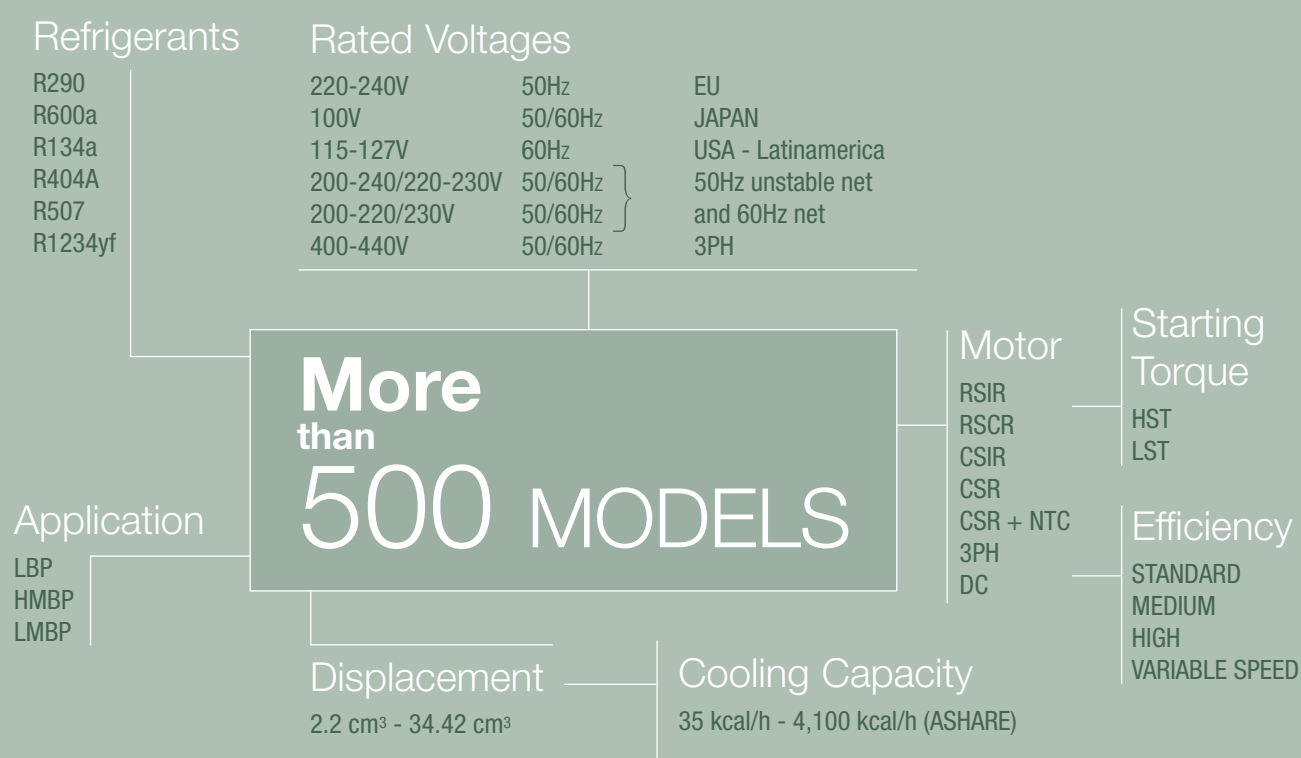 Refrigerants
R290
R600a
R134a
R404A
R507
R1234yf
Rated Voltages
220-240V 50Hz EU
100V 50/60Hz JAPAN
115-127V 60Hz USA - Latinamerica
200-240/220-230V 50/60Hz 50Hz unstable net
200-220/230V 50/60Hz and 60Hz net
400-440V 50/60Hz 3PH
More
than
500 MODELS
Motor
RSIR
RSCR
CSIR
CSR
CSR + NTC
3PH
DC
Starting
Torque
HST
LST
Efficiency
STANDARD
MEDIUM
HIGH
VARIABLE SPEED
Application
LBP
HMBP
LMBP
Displacement
2.2 cm³ - 34.42 cm³
Cooling Capacity
35 kcal/h - 4,100 kcal/h (ASHARE)